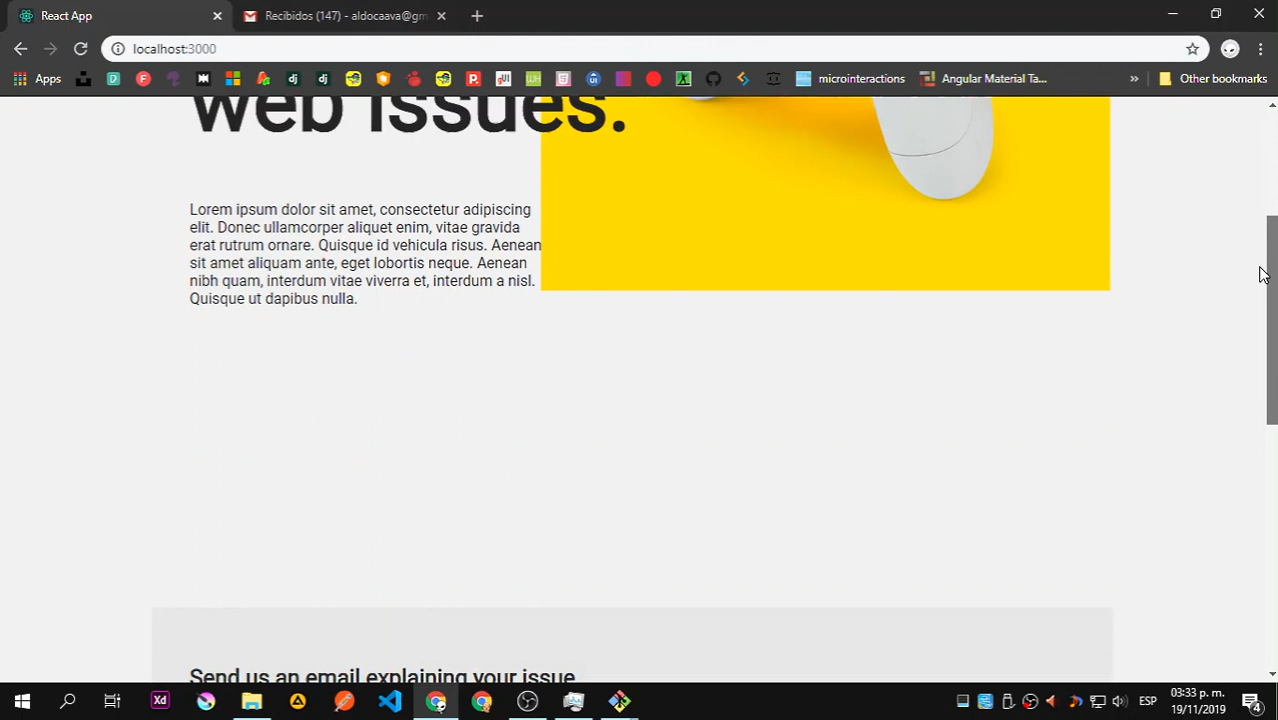 React App
Recibidos (147) - aldocaava@gm
localhost:3000
Apps
microinteractions
Angular Material Ta...
Other bookmarks
web issues.
Lorem ipsum dolor sit amet, consectetur adipiscing
elit. Donec ullamcorper aliquet enim, vitae gravida
erat rutrum ornare. Quisque id vehicula risus. Aenean
sit amet aliquam ante, eget lobortis neque. Aenean
nibh quam, interdum vitae viverra et, interdum a nisl.
Quisque ut dapibus nulla.
Send us an email explaining your issue
ESP
03:33 p. m.
19/11/2019